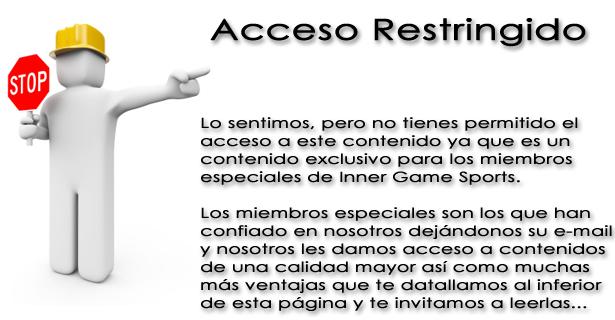 Acceso Restringido
STOP
Lo sentimos, pero no tienes permitido el
acceso a este contenido ya que es un
contenido exclusivo para los miembros
especiales de Inner Game Sports.
Los miembros especiales son los que han
confiado en nosotros dejándonos su e-mail
y nosotros les damos acceso a contenidos
de una calidad mayor así como muchas
más ventajas que te datallamos al inferior
de esta página y te invitamos a leerlas...